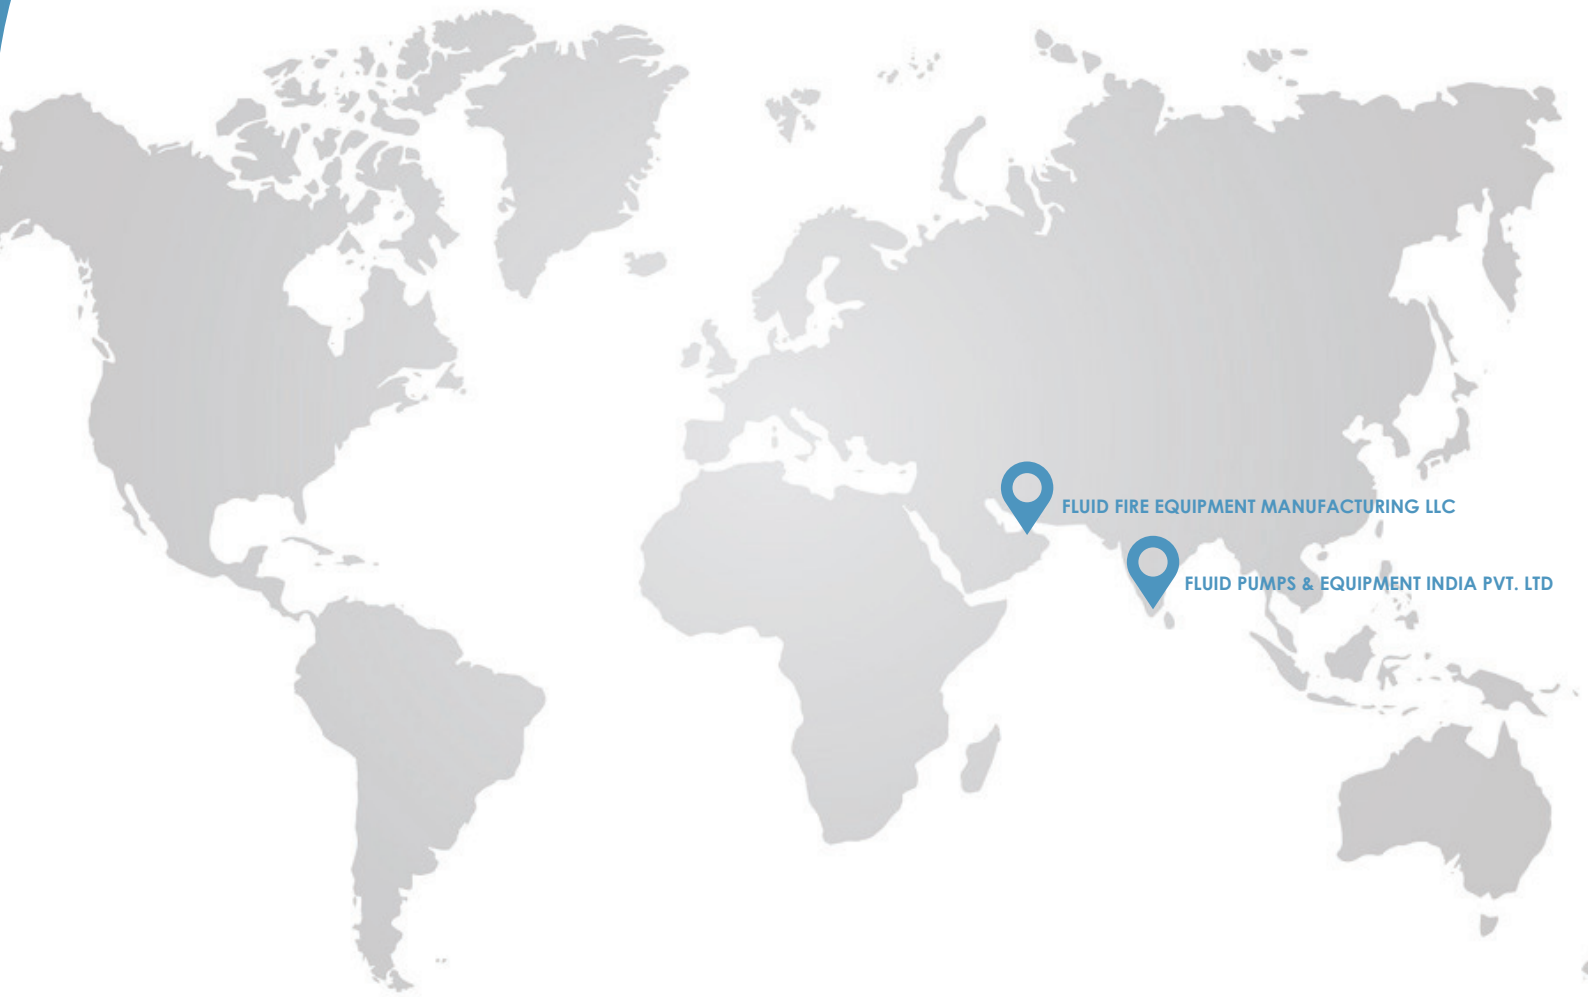 FLUID FIRE EQUIPMENT MANUFACTURING LLC
FLUID PUMPS & EQUIPMENT INDIA PVT. LTD